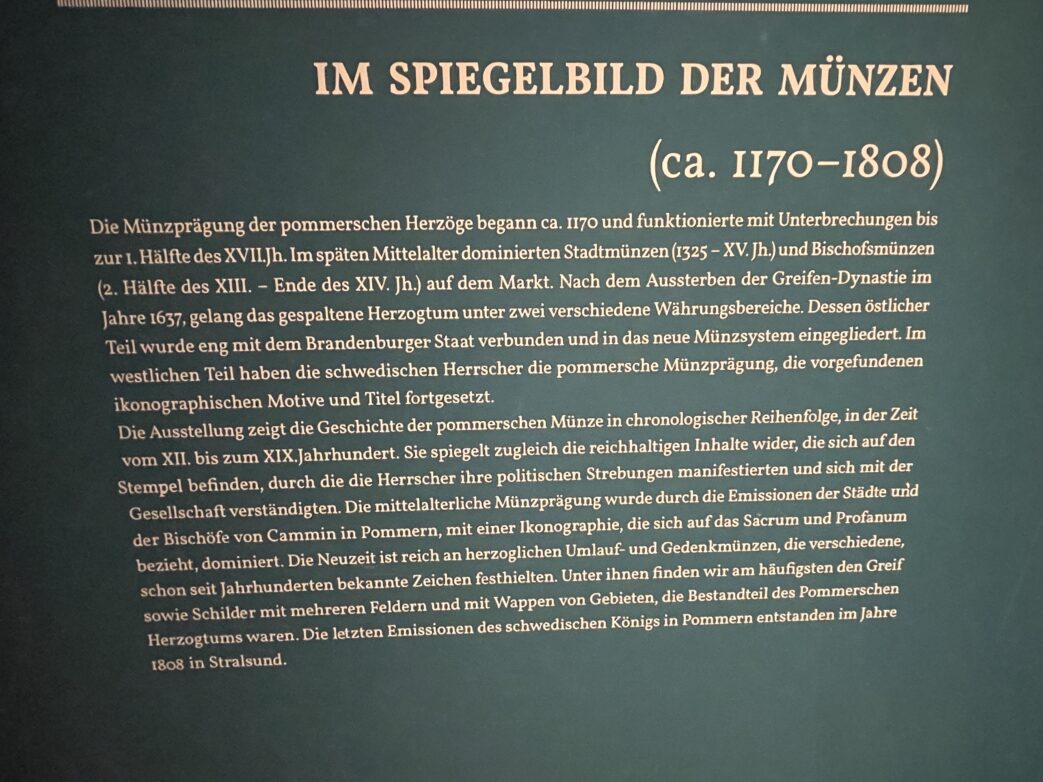 IM SPIEGELBILD DER MÜNZEN
(ca. 1170–1808)
Die Münzprägung der pommerschen Herzöge begann ca. 1170 und funktionierte mit Unterbrechungen bis
zur 1. Hälfte des XVII.Jh. Im späten Mittelalter dominierten Stadtmünzen (1325 – XV. Jh.) und Bischofsmünzen
(2. Hälfte des XIII. – Ende des XIV. Jh.) auf dem Markt. Nach dem Aussterben der Greifen-Dynastie im
Jahre 1637, gelang das gespaltene Herzogtum unter zwei verschiedene Währungsbereiche. Dessen östlicher
Teil wurde eng mit dem Brandenburger Staat verbunden und in das neue Münzsystem eingegliedert. Im
westlichen Teil haben die schwedischen Herrscher die pommersche Münzprägung, die vorgefundenen
ikonographischen Motive und Titel fortgesetzt.
Die Ausstellung zeigt die Geschichte der pommerschen Münze in chronologischer Reihenfolge, in der Zeit
vom XII. bis zum XIX.Jahrhundert. Sie spiegelt zugleich die reichhaltigen Inhalte wider, die sich auf den
Stempel befinden, durch die die Herrscher ihre politischen Strebungen manifestierten und sich mit der
Gesellschaft verständigten. Die mittelalterliche Münzprägung wurde durch die Emissionen der Städte und
der Bischöfe von Cammin in Pommern, mit einer Ikonographie, die sich auf das Sacrum und Profanum
bezieht, dominiert. Die Neuzeit ist reich an herzoglichen Umlauf- und Gedenkmünzen, die verschiedene,
schon seit Jahrhunderten bekannte Zeichen festhielten. Unter ihnen finden wir am häufigsten den Greif
sowie Schilder mit mehreren Feldern und mit Wappen von Gebieten, die Bestandteil des Pommerschen
Herzogtums waren. Die letzten Emissionen des schwedischen Königs in Pommern entstanden im Jahre
1808 in Stralsund.